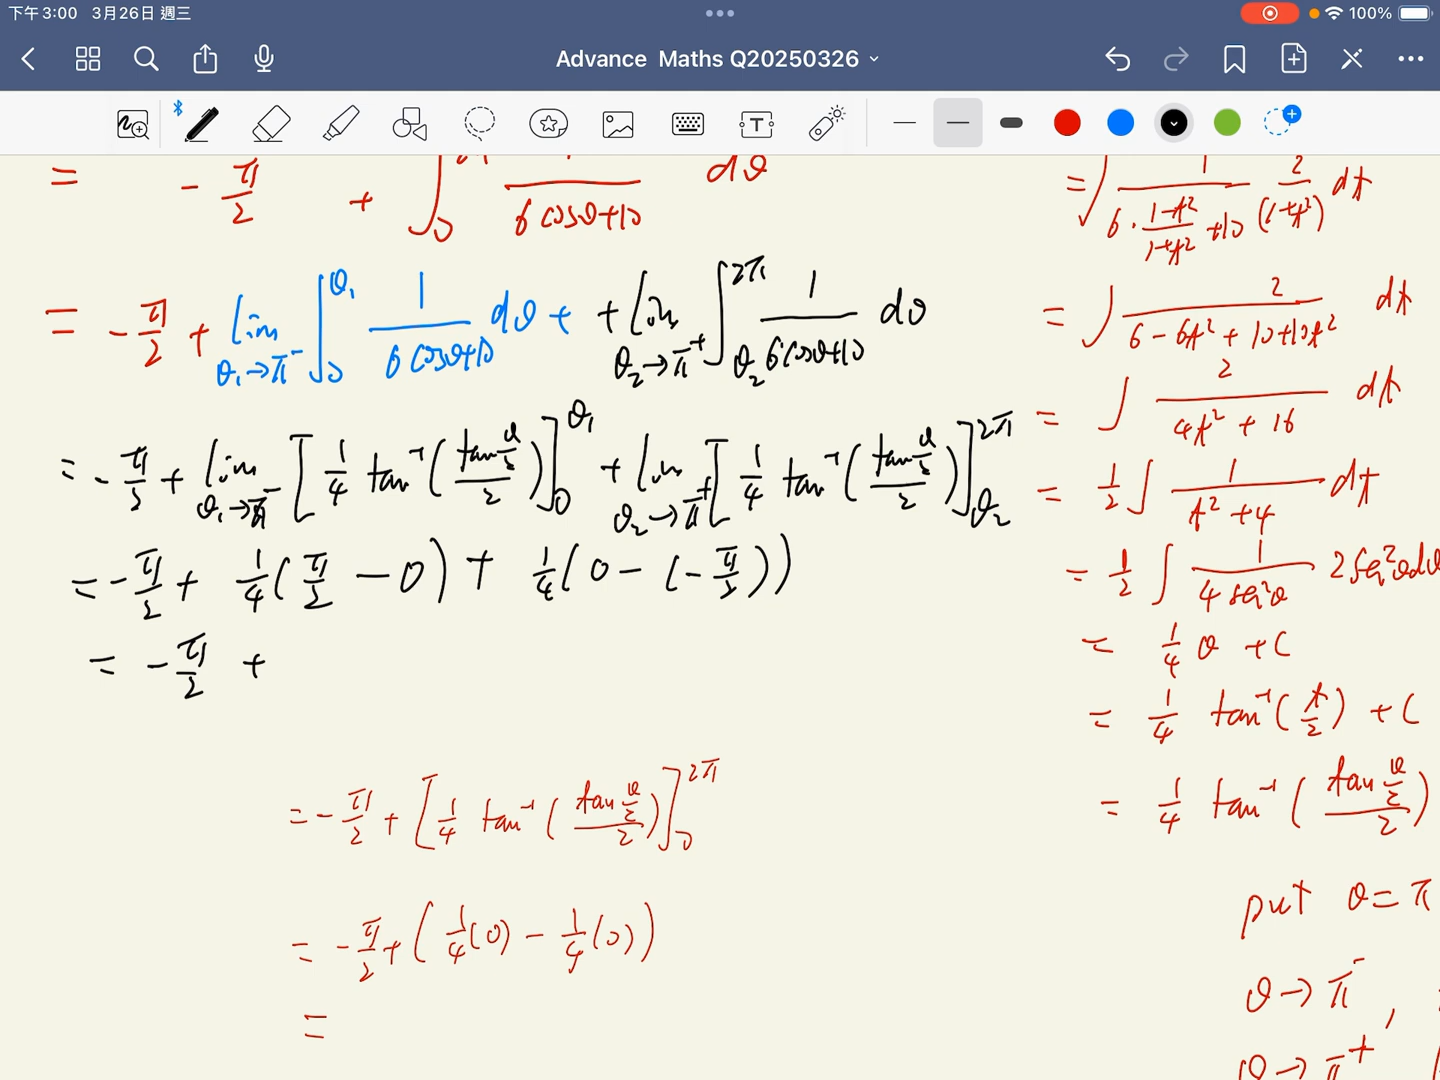 下午3:00 3月26日 週三
100%
Advance Maths Q20250326
T
= -π/2 + ∫₀ 1/(6cosθ+10) dθ
= -π/2 + lim θ₁→π⁻ ∫₀^θ₁ 1/(6cosθ+10) dθ + + lim θ₂→π⁺ ∫θ₂^2π 1/(6cosθ+10) dθ
= -π/2 + lim θ₁→π⁻ [1/4 tan⁻¹(tan θ/2 / 2)]₀^θ₁ + lim θ₂→π⁺ [1/4 tan⁻¹(tan θ/2 / 2)]θ₂^2π
= -π/2 + 1/4(π/2 - 0) + 1/4(0 - (-π/2))
= -π/2 +
= -π/2 + [1/4 tan⁻¹(tan θ/2 / 2)]₀^2π
= -π/2 + (1/4(0) - 1/4(0))
=
= ∫ 1/(6·(1-t²)/(1+t²)+10) 2/(1+t²) dt
= ∫ 2/(6-6t²+10+10t²) dt
= ∫ 2/(4t²+16) dt
= 1/2 ∫ 1/(t²+4) dt
= 1/2 ∫ 1/(4sec²θ) 2sec²θdθ
= 1/4 θ + C
= 1/4 tan⁻¹(t/2) + C
= 1/4 tan⁻¹(tan θ/2 / 2)
put θ = π
θ → π⁻,
θ → π⁺